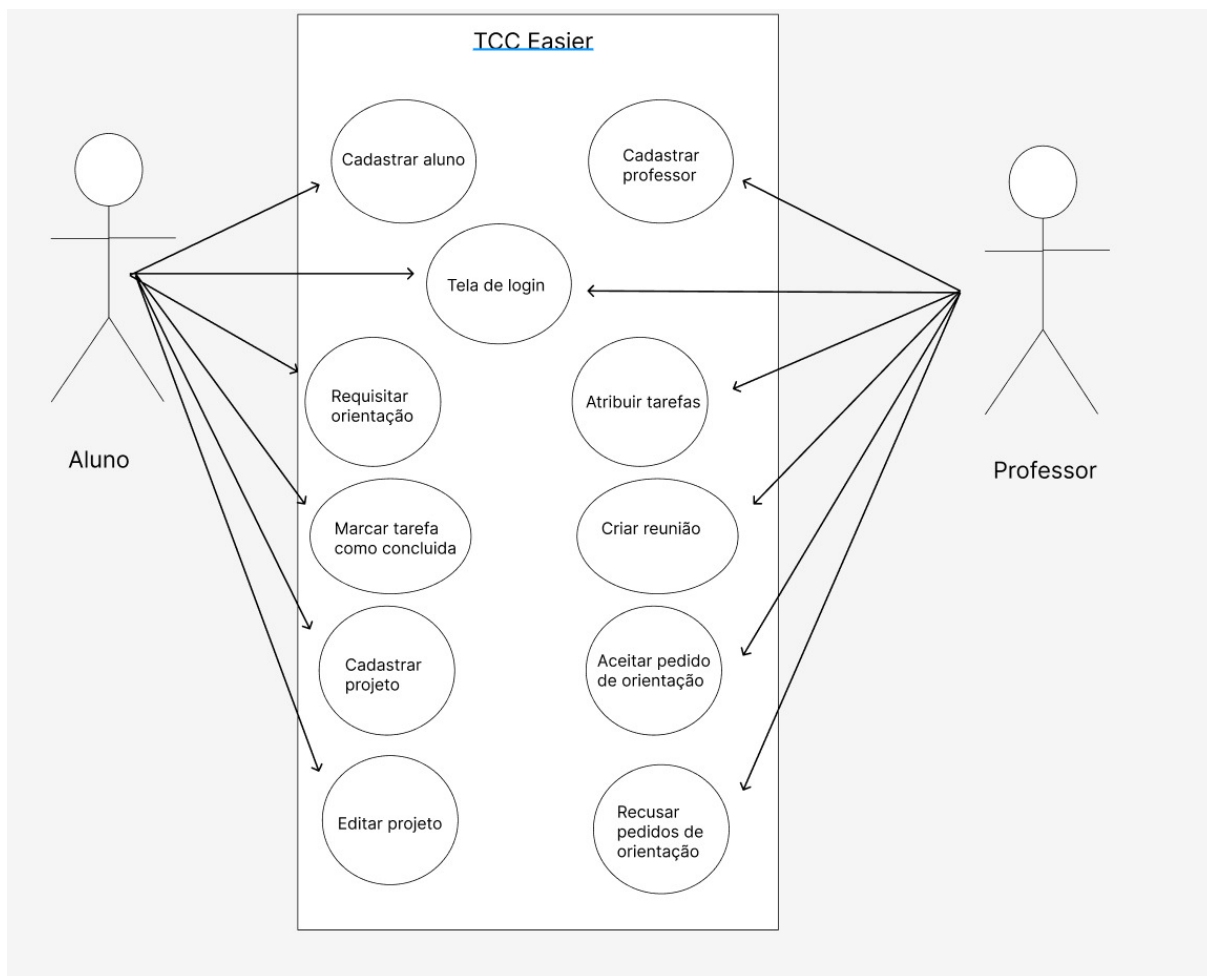 TCC Easier
Cadastrar aluno
Cadastrar
professor
Tela de login
Requisitar
orientação
Atribuir tarefas
Aluno
Professor
Marcar tarefa
como concluida
Criar reunião
Cadastrar
projeto
Aceitar pedido
de orientação
Editar projeto
Recusar
pedidos de
orientação